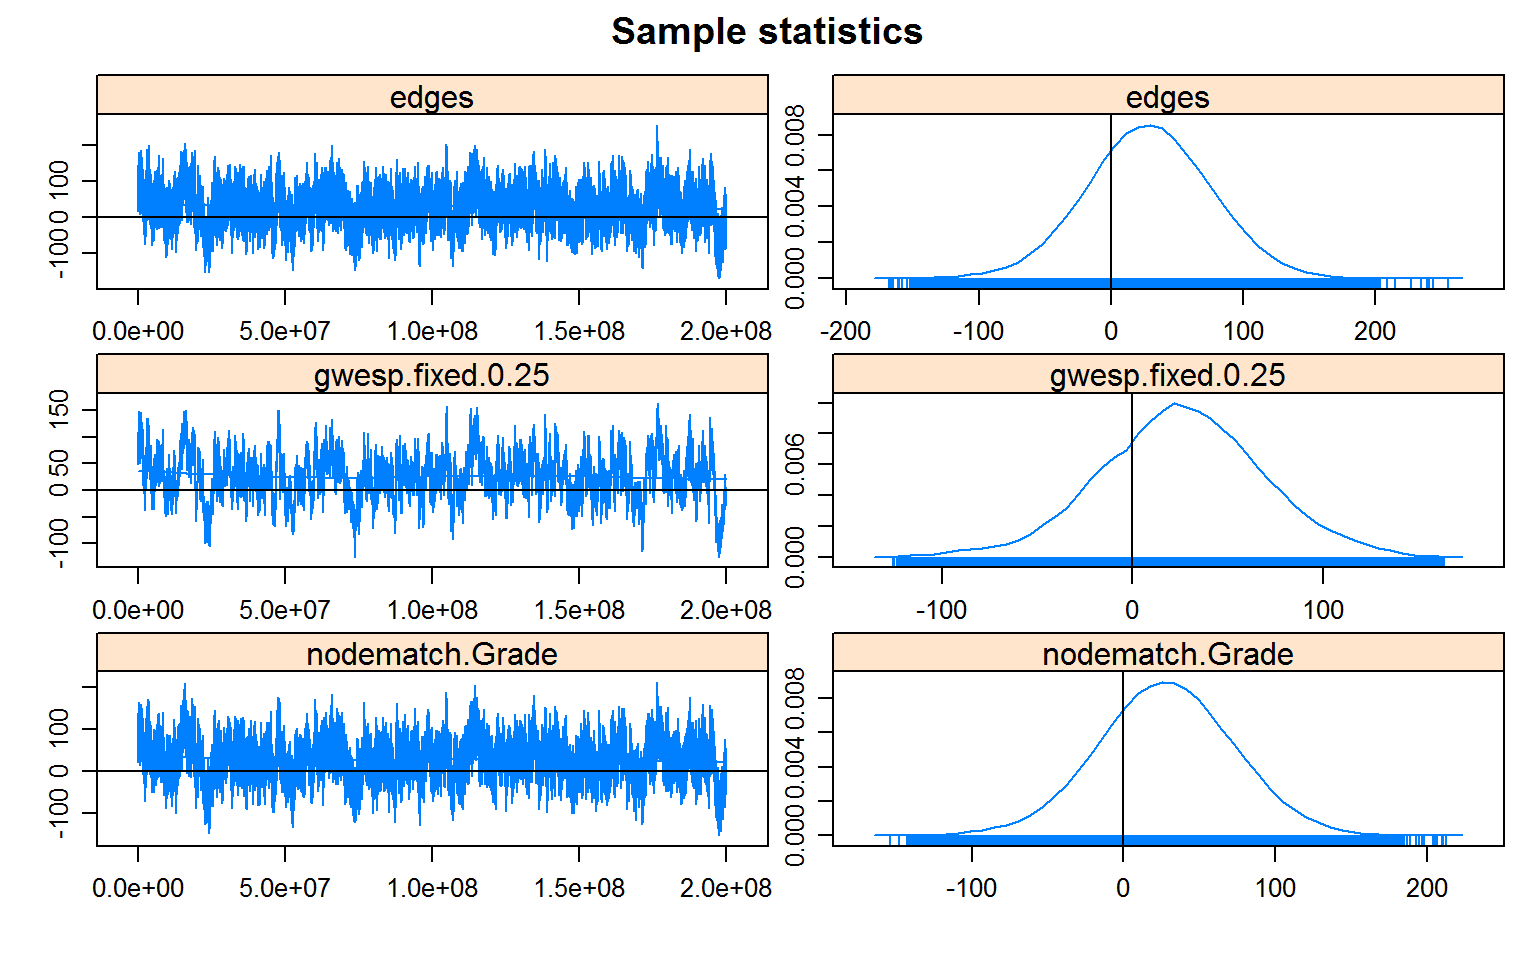 Sample statistics
edges edges
-100 0 100
0.000 0.004 0.008
0.0e+00 5.0e+07 1.0e+08 1.5e+08 2.0e+08
-200 -100 0 100 200
gwesp.fixed.0.25 gwesp.fixed.0.25
-100 0 50 150
0.000 0.006
0.0e+00 5.0e+07 1.0e+08 1.5e+08 2.0e+08
-100 0 100
nodematch.Grade nodematch.Grade
-100 0 100
0.000 0.004 0.008
0.0e+00 5.0e+07 1.0e+08 1.5e+08 2.0e+08
-100 0 100 200